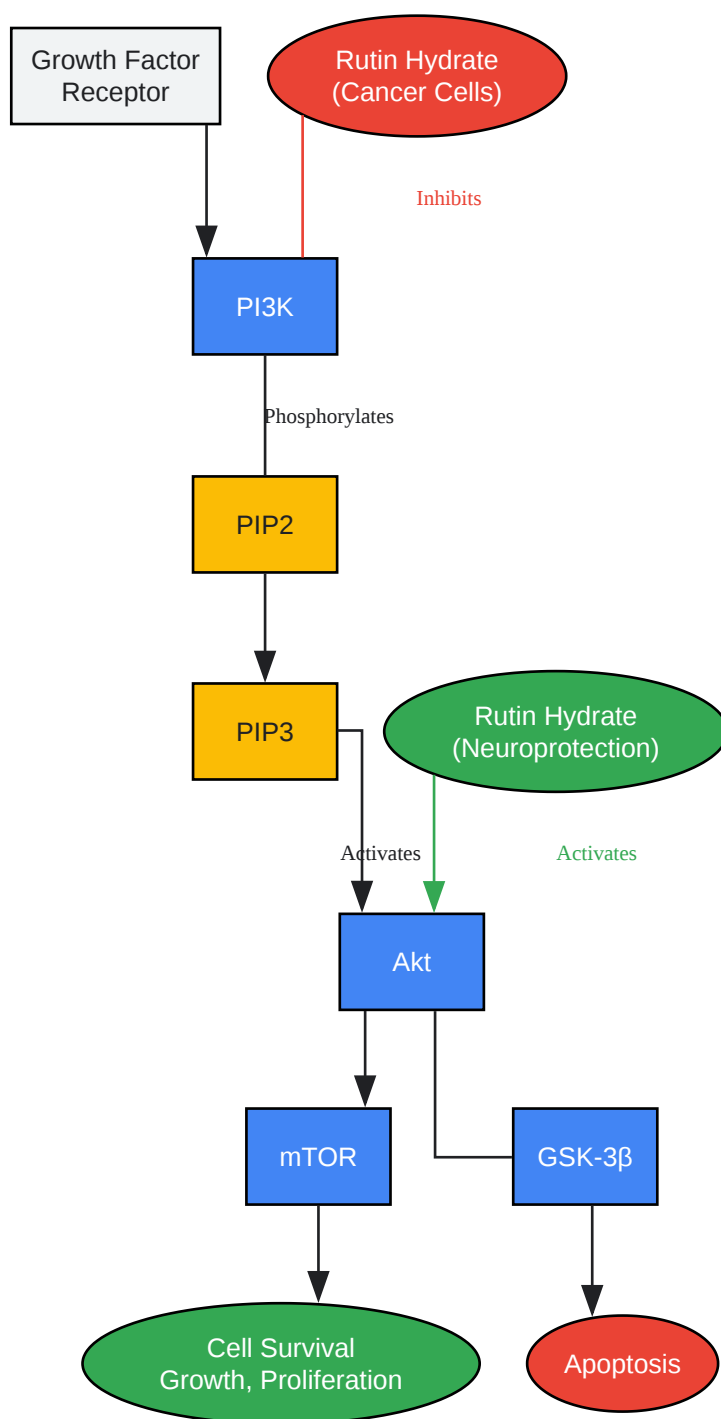 Growth Factor
Receptor
Rutin Hydrate
(Cancer Cells)
Inhibits
PI3K
Phosphorylates
PIP2
PIP3
Rutin Hydrate
(Neuroprotection)
Activates
Activates
Akt
mTOR
GSK-3β
Cell Survival
Growth, Proliferation
Apoptosis